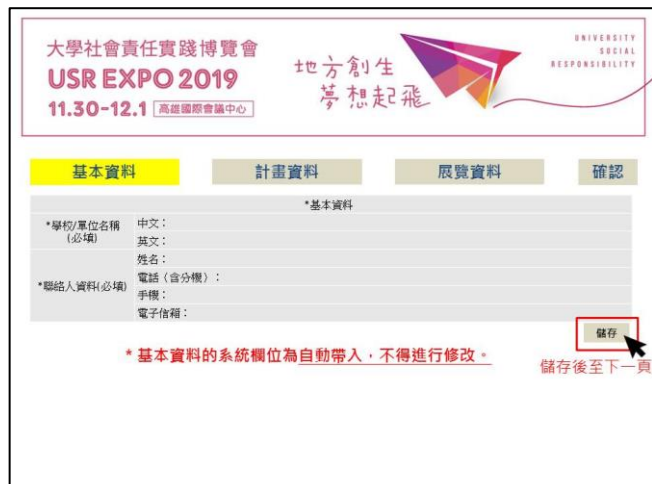 大學社會責任實踐博覽會
USR EXPO 2019
11.30-12.1 高雄國際會議中心
地方創生
夢想起飛
UNIVERSITY
SOCIAL
RESPONSIBILITY
基本資料 計畫資料 展覽資料 確認
*基本資料
*學校/單位名稱
(必填)
中文：
英文：
*聯絡人資料(必填)
姓名：
電話（含分機）：
手機：
電子信箱：
儲存
* 基本資料的系統欄位為自動帶入，不得進行修改。
儲存後至下一頁